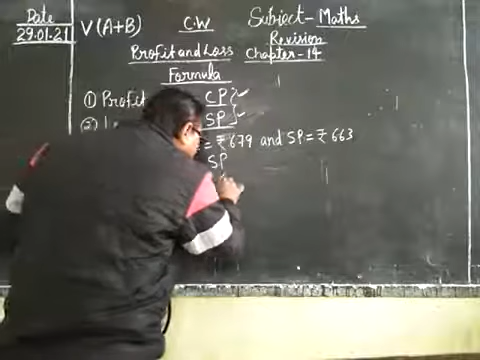 Date
29.01.21
V (A+B)
C.W
Subject- Maths
Revision
Profit and Loss Chapter-14
Formula
① Profit CP
② SP
= ₹ 679 and SP = ₹ 663
SP